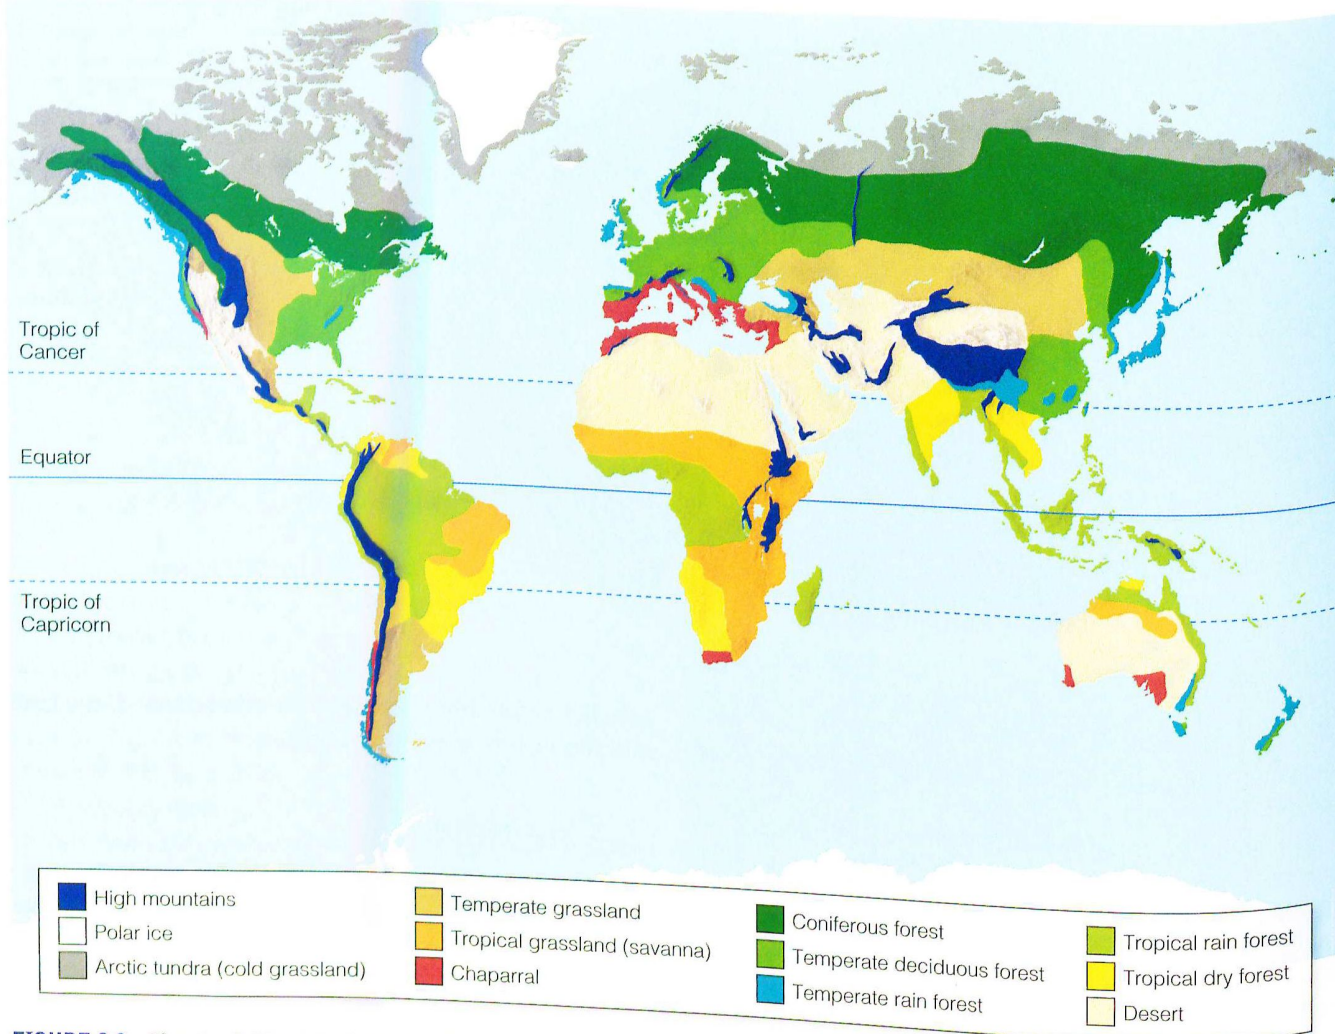 Tropic of
Cancer
Equator
Tropic of
Capricorn
High mountains
Polar ice
Arctic tundra (cold grassland)
Temperate grassland
Tropical grassland (savanna)
Chaparral
Coniferous forest
Temperate deciduous forest
Temperate rain forest
Tropical rain forest
Tropical dry forest
Desert